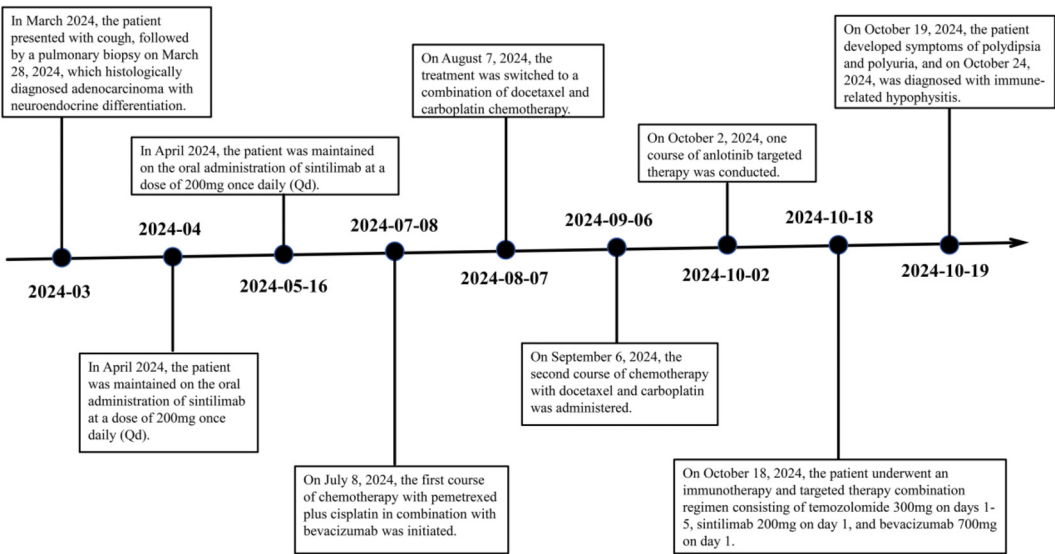 In March 2024, the patient
presented with cough, followed
by a pulmonary biopsy on March
28, 2024, which histologically
diagnosed adenocarcinoma with
neuroendocrine differentiation.
In April 2024, the patient was maintained
on the oral administration of sintilimab at a
dose of 200mg once daily (Qd).
On August 7, 2024, the
treatment was switched to a
combination of docetaxel and
carboplatin chemotherapy.
On October 2, 2024, one
course of anlotinib targeted
therapy was conducted.
On October 19, 2024, the patient
developed symptoms of polydipsia
and polyuria, and on October 24,
2024, was diagnosed with immune-
related hypophysitis.
2024-03
2024-04
2024-05-16
2024-07-08
2024-08-07
2024-09-06
2024-10-02
2024-10-18
2024-10-19
In April 2024, the patient
was maintained on the oral
administration of sintilimab
at a dose of 200mg once
daily (Qd).
On July 8, 2024, the first course
of chemotherapy with pemetrexed
plus cisplatin in combination with
bevacizumab was initiated.
On September 6, 2024, the
second course of chemotherapy
with docetaxel and carboplatin
was administered.
On October 18, 2024, the patient underwent an
immunotherapy and targeted therapy combination
regimen consisting of temozolomide 300mg on days 1-
5, sintilimab 200mg on day 1, and bevacizumab 700mg
on day 1.